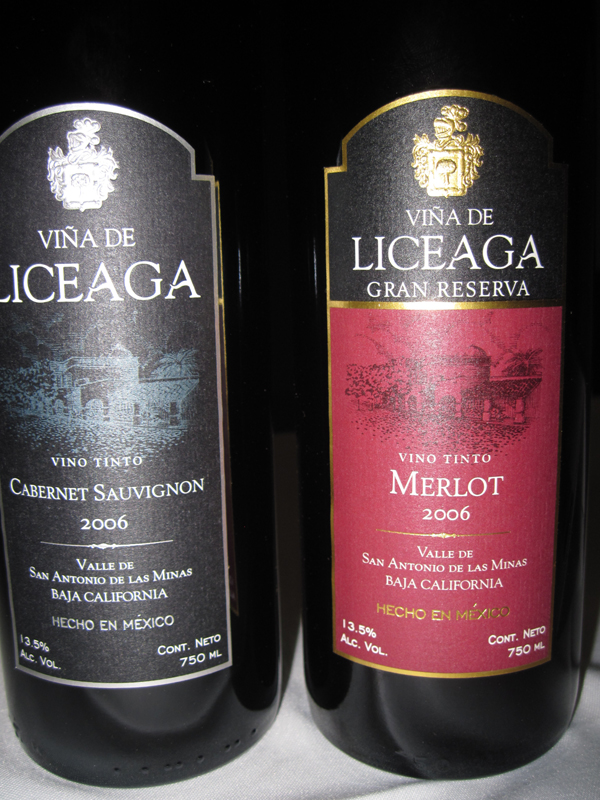 VIÑA DE
LICEAGA
VINO TINTO
CABERNET SAUVIGNON
2006
VALLE DE
SAN ANTONIO DE LAS MINAS
BAJA CALIFORNIA
HECHO EN MÉXICO
13.5%
ALC. VOL.
CONT. NETO
750 ML
VIÑA DE
LICEAGA
GRAN RESERVA
VINO TINTO
MERLOT
2006
VALLE DE
SAN ANTONIO DE LAS MINAS
BAJA CALIFORNIA
HECHO EN MÉXICO
13.5%
ALC. VOL.
CONT. NETO
750 ML